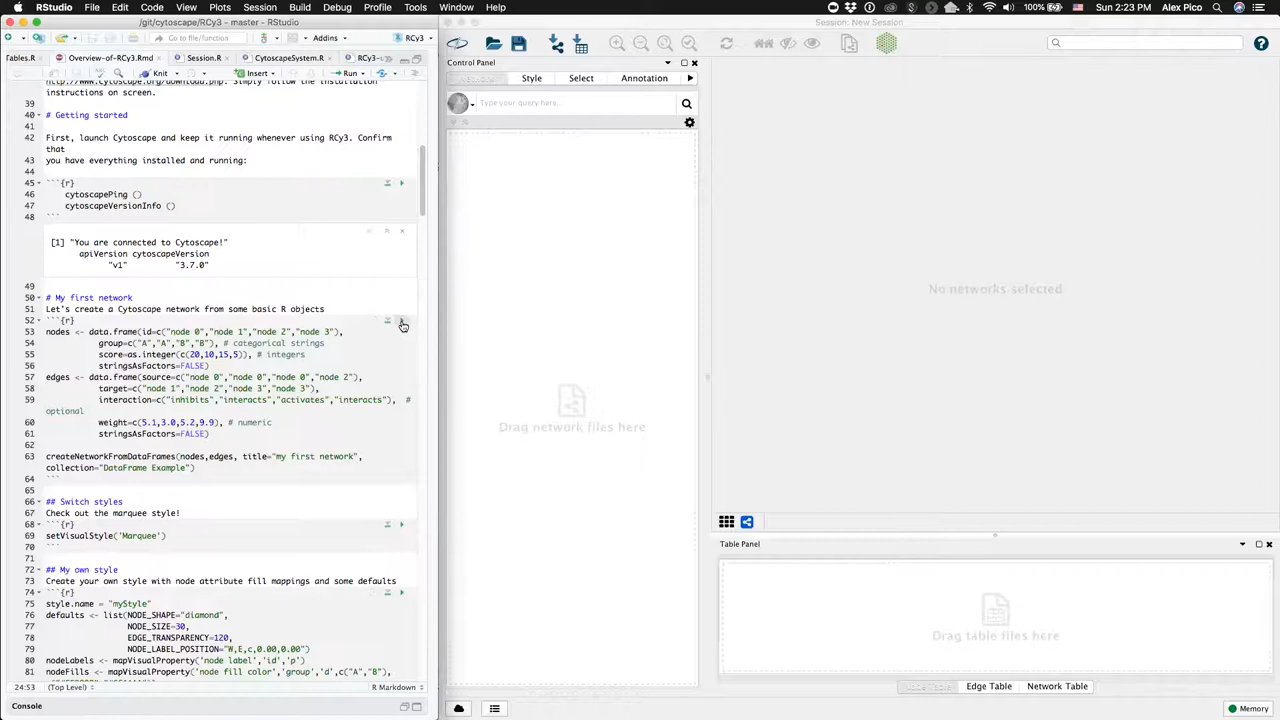 RStudio File Edit Code View Plots Session Build Debug Profile Tools Window Help 100% Sun 2:23 PM Alex Pico
/git/cytoscape/RCy3 - master - RStudio
Session: New Session
Go to file/function Addins RCy3
Tables.R Overview-of-RCy3.Rmd Session.R CytoscapeSystem.R RCy3-
Knit Insert Run
Control Panel
Style Select Annotation
Type your query here...
http://www.cytoscape.org/download.php. Simply follow the installation
instructions on screen.
39
40 # Getting started
41
42 First, launch Cytoscape and keep it running whenever using RCy3. Confirm
that
43 you have everything installed and running:
44
45 ```{r}
46 cytoscapePing ()
47 cytoscapeVersionInfo ()
48 ```
[1] "You are connected to Cytoscape!"
apiVersion cytoscapeVersion
"v1" "3.7.0"
49
50 # My first network
51 Let's create a Cytoscape network from some basic R objects
52 ```{r}
53 nodes <- data.frame(id=c("node 0","node 1","node 2","node 3"),
54 group=c("A","A","B","B"), # categorical strings
55 score=as.integer(c(20,10,15,5)), # integers
56 stringsAsFactors=FALSE)
57 edges <- data.frame(source=c("node 0","node 0","node 0","node 2"),
58 target=c("node 1","node 2","node 3","node 3"),
59 interaction=c("inhibits","interacts","activates","interacts"), #
optional
60 weight=c(5.1,3.0,5.2,9.9), # numeric
61 stringsAsFactors=FALSE)
62
63 createNetworkFromDataFrames(nodes,edges, title="my first network",
collection="DataFrame Example")
64 ```
65
66 ## Switch styles
67 Check out the marquee style!
68 ```{r}
69 setVisualStyle('Marquee')
70 ```
71
72 ## My own style
73 Create your own style with node attribute fill mappings and some defaults
74 ```{r}
75 style.name = "myStyle"
76 defaults <- list(NODE_SHAPE="diamond",
77 NODE_SIZE=30,
78 EDGE_TRANSPARENCY=120,
79 NODE_LABEL_POSITION="W,E,c,0.00,0.00")
80 nodeLabels <- mapVisualProperty('node label','id','p')
81 nodeFills <- mapVisualProperty('node fill color','group','d',c("A","B"),
24:53 (Top Level) R Markdown
Console
Drag network files here
No networks selected
Table Panel
Drag table files here
Node Table Edge Table Network Table
Memory